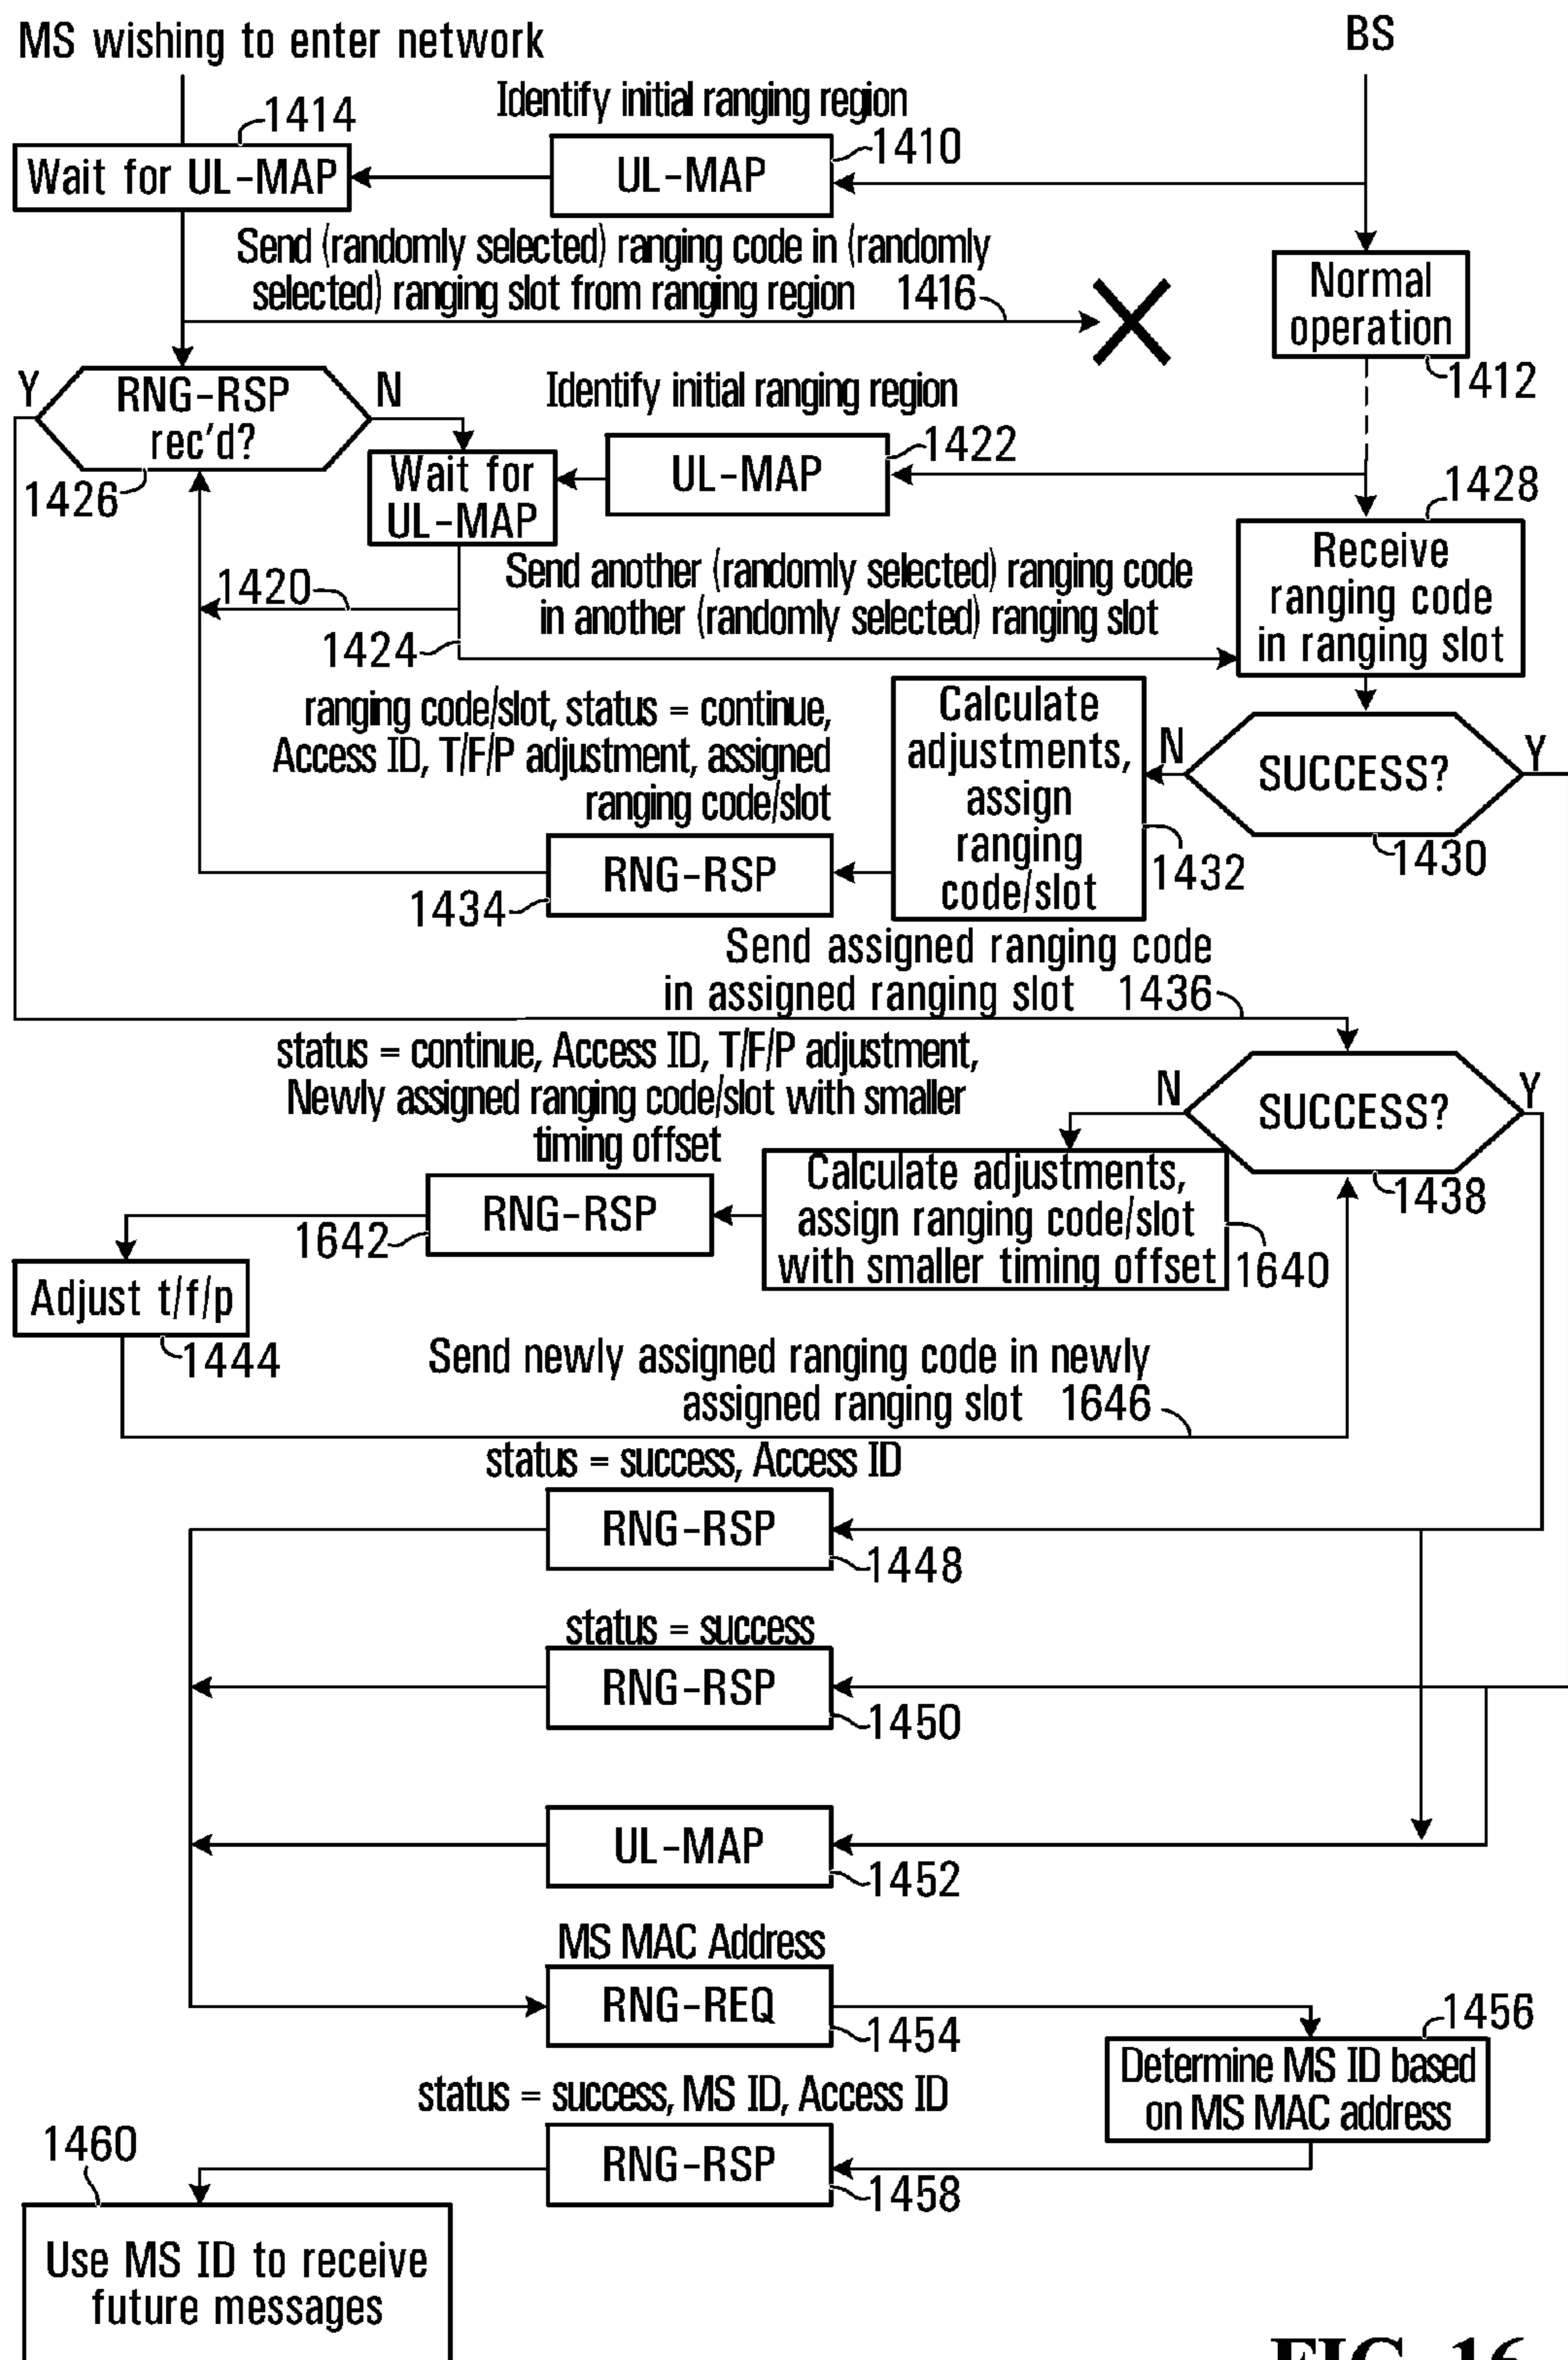 MS wishing to enter network
BS
Identify initial ranging region
1414
1410
Wait for UL-MAP
UL-MAP
Send (randomly selected) ranging code in (randomly
selected) ranging slot from ranging region 1416
Normal
operation
1412
Y
RNG-RSP
rec'd?
N
1426
Identify initial ranging region
Wait for
UL-MAP
UL-MAP
1422
1428
Receive
ranging code
in ranging slot
1420
Send another (randomly selected) ranging code
in another (randomly selected) ranging slot
1424
ranging code/slot, status = continue,
Access ID, T/F/P adjustment, assigned
ranging code/slot
Calculate
adjustments,
assign
ranging
code/slot
1432
N
SUCCESS?
Y
1430
RNG-RSP
1434
Send assigned ranging code
in assigned ranging slot 1436
status = continue, Access ID, T/F/P adjustment,
Newly assigned ranging code/slot with smaller
timing offset
N
SUCCESS?
Y
1438
RNG-RSP
1642
Calculate adjustments,
assign ranging code/slot
with smaller timing offset
1640
Adjust t/f/p
1444
Send newly assigned ranging code in newly
assigned ranging slot 1646
status = success, Access ID
RNG-RSP
1448
status = success
RNG-RSP
1450
UL-MAP
1452
MS MAC Address
RNG-REQ
1454
1456
Determine MS ID based
on MS MAC address
status = success, MS ID, Access ID
RNG-RSP
1458
1460
Use MS ID to receive
future messages
FIG. 16